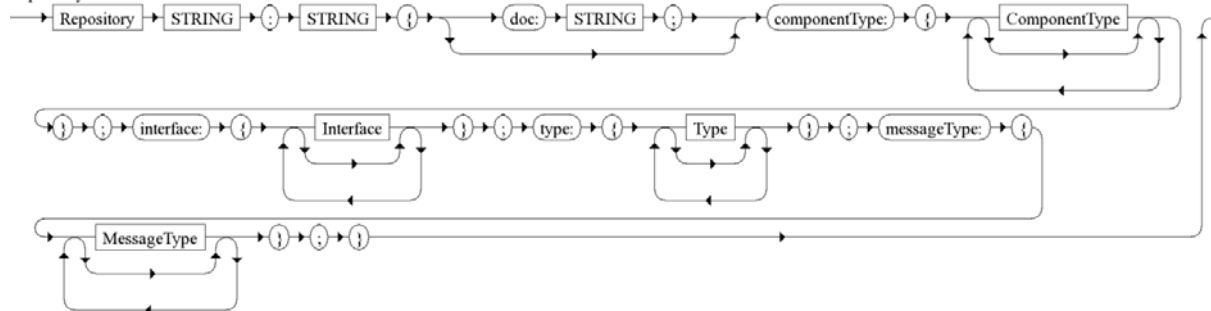 Repository STRING : STRING { doc: STRING ; componentType: { ComponentType
} ; interface: { Interface } ; type: { Type } ; messageType: {
MessageType } ; }